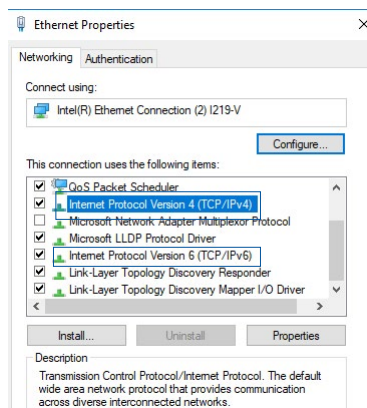 Ethernet Properties
Networking Authentication
Connect using:
Intel(R) Ethernet Connection (2) I219-V
Configure...
This connection uses the following items:
QoS Packet Scheduler
Internet Protocol Version 4 (TCP/IPv4)
Microsoft Network Adapter Multiplexor Protocol
Microsoft LLDP Protocol Driver
Internet Protocol Version 6 (TCP/IPv6)
Link-Layer Topology Discovery Responder
Link-Layer Topology Discovery Mapper I/O Driver
Install... Uninstall Properties
Description
Transmission Control Protocol/Internet Protocol. The default
wide area network protocol that provides communication
across diverse interconnected networks.